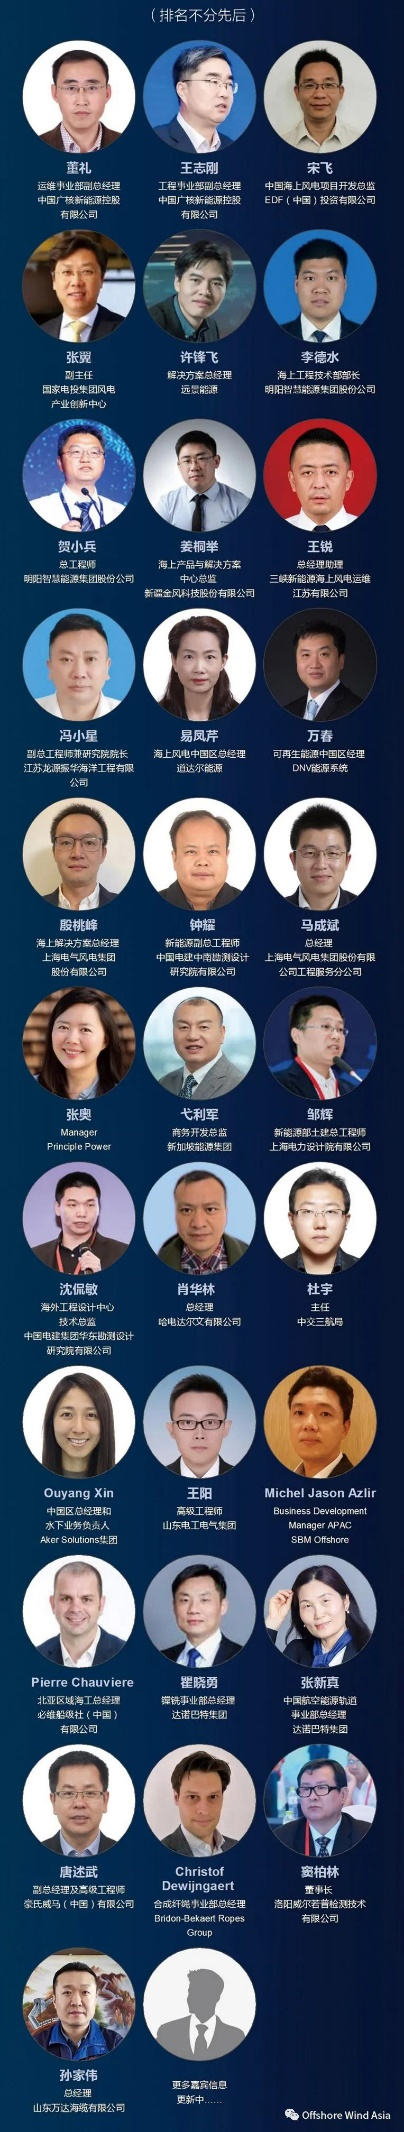 （排名不分先后）
董礼
运维事业部副总经理
中国广核新能源控股
有限公司
王志刚
工程事业部副总经理
中国广核新能源控股
有限公司
宋飞
中国海上风电项目开发总监
EDF（中国）投资有限公司
张翼
副主任
国家电投集团风电
产业创新中心
许锋飞
解决方案总经理
远景能源
李德水
海上工程技术部部长
明阳智慧能源集团股份公司
贺小兵
总工程师
明阳智慧能源集团股份公司
姜桐举
海上产品与解决方案
中心总监
新疆金风科技股份有限公司
王锐
总经理助理
三峡新能源海上风电运维
江苏有限公司
冯小星
副总工程师兼研究院院长
江苏龙源振华海洋工程有限
公司
易凤芹
海上风电中国区总经理
道达尔能源
万春
可再生能源中国区经理
DNV能源系统
殷桃峰
海上解决方案总经理
上海电气风电集团
股份有限公司
钟耀
新能源副总工程师
中国电建中南勘测设计
研究院有限公司
马成斌
总经理
上海电气风电集团股份有限
公司工程服务分公司
张奥
Manager
Principle Power
弋利军
商务开发总监
新加坡能源集团
邹辉
新能源部土建总工程师
上海电力设计院有限公司
沈侃敏
海外工程设计中心
技术总监
中国电建集团华东勘测设计
研究院有限公司
肖华林
总经理
哈电达尔文有限公司
杜宇
主任
中交三航局
Ouyang Xin
中国区总经理和
水下业务负责人
Aker Solutions集团
王阳
高级工程师
山东电工电气集团
Michel Jason Azlir
Business Development
Manager APAC
SBM Offshore
Pierre Chauviere
北亚区域海工总经理
必维船级社（中国）
有限公司
瞿晓勇
镗铣事业部总经理
达诺巴特集团
张新真
中国航空能源轨道
事业部总经理
达诺巴特集团
唐述武
副总经理及高级工程师
豪氏威马（中国）有限公司
Christof
Dewijngaert
合成纤绳事业部总经理
Bridon-Bekaert Ropes
Group
窦柏林
董事长
洛阳威尔若普检测技术
有限公司
孙家伟
总经理
山东万达海缆有限公司
更多嘉宾信息
更新中……
Offshore Wind Asia